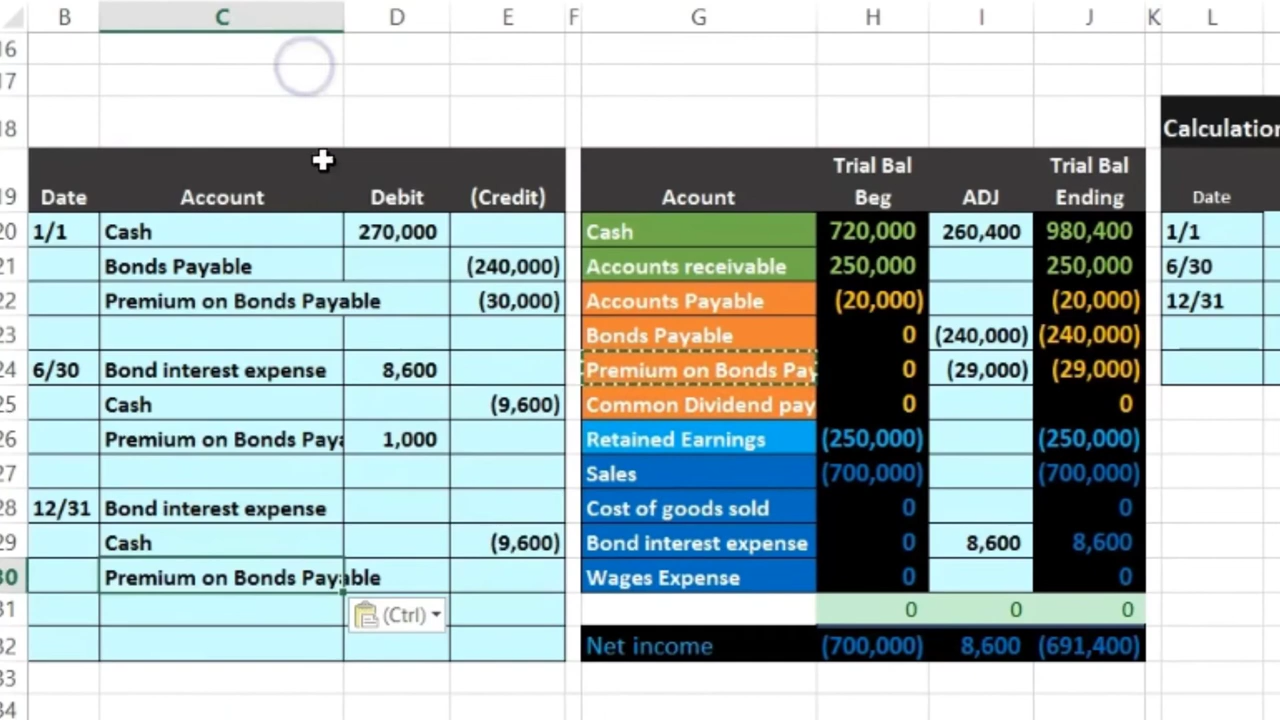 B C D E F G H I J K L
16
17
18 Calculation
Trial Bal Trial Bal
19 Date Account Debit (Credit) Acount Beg ADJ Ending Date
20 1/1 Cash 270,000 Cash 720,000 260,400 980,400 1/1
21 Bonds Payable (240,000) Accounts receivable 250,000 250,000 6/30
22 Premium on Bonds Payable (30,000) Accounts Payable (20,000) (20,000) 12/31
23 Bonds Payable 0 (240,000) (240,000)
24 6/30 Bond interest expense 8,600 Premium on Bonds Pay 0 (29,000) (29,000)
25 Cash (9,600) Common Dividend pay 0 0
26 Premium on Bonds Paya 1,000 Retained Earnings (250,000) (250,000)
27 Sales (700,000) (700,000)
28 12/31 Bond interest expense Cost of goods sold 0 0
29 Cash (9,600) Bond interest expense 0 8,600 8,600
30 Premium on Bonds Payable Wages Expense 0 0
31 (Ctrl) 0 0 0
32 Net income (700,000) 8,600 (691,400)
33
34